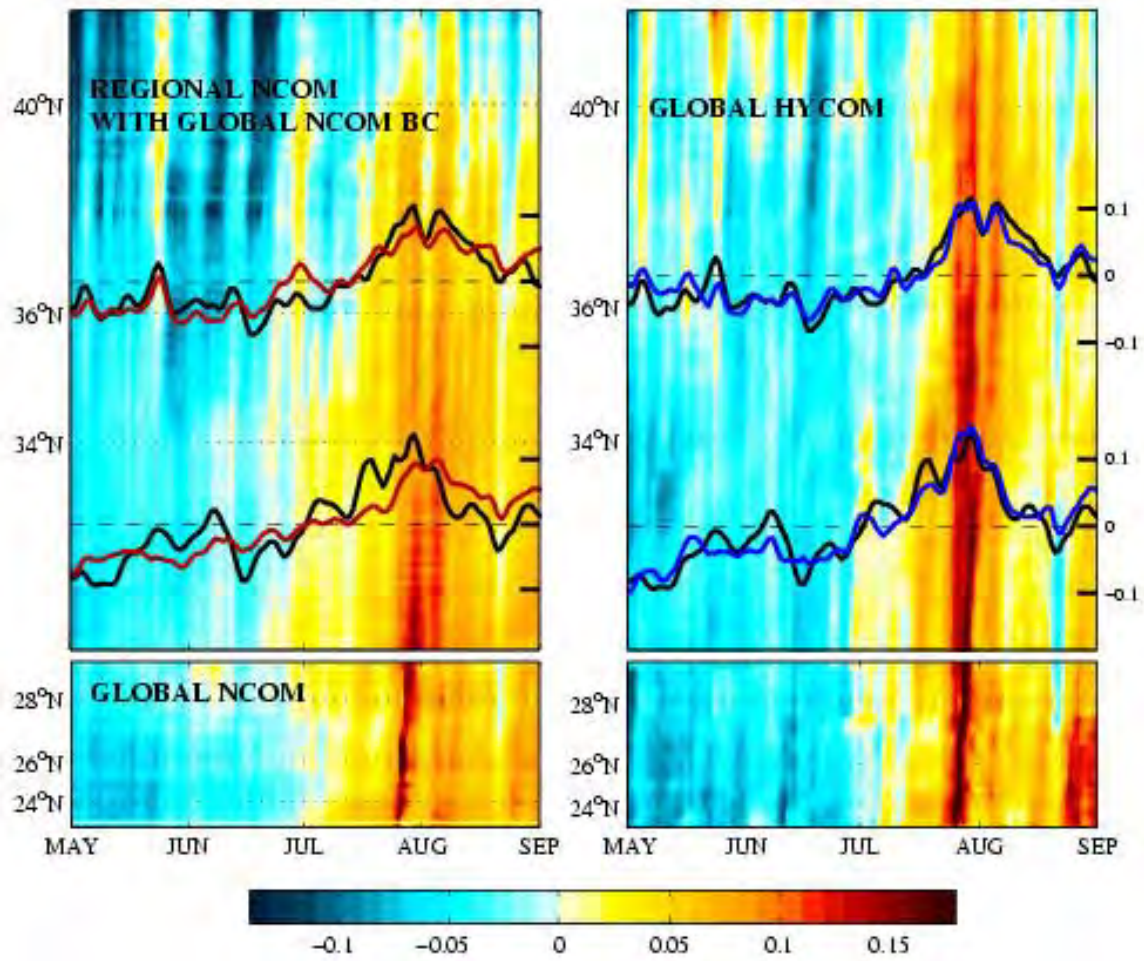 REGIONAL NCOM
WITH GLOBAL NCOM BC
40°N
36°N
34°N
GLOBAL NCOM
28°N
26°N
24°N
MAY JUN JUL AUG SEP
GLOBAL HYCOM
40°N
36°N
34°N
0.1
0
−0.1
0.1
0
−0.1
28°N
26°N
24°N
MAY JUN JUL AUG SEP
−0.1 −0.05 0 0.05 0.1 0.15